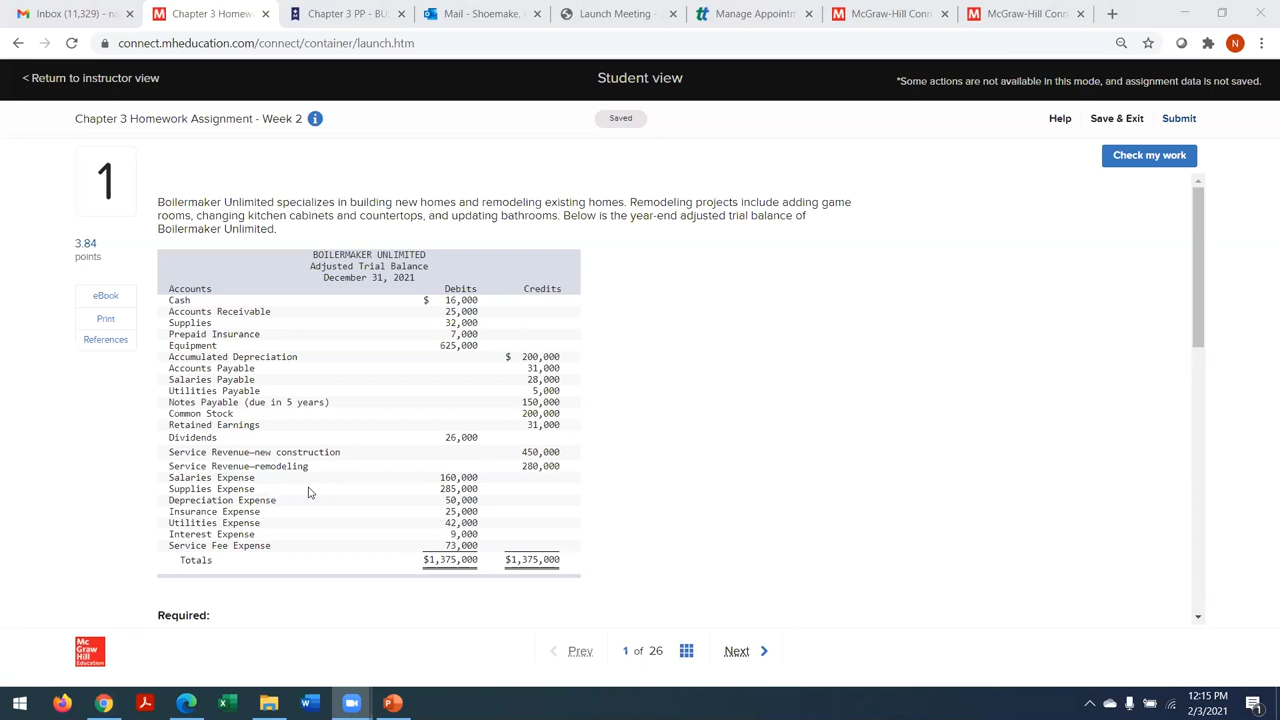 Inbox (11,329) - na
Chapter 3 Homew
Chapter 3 PP - BU
Mail - Shoemake,
Launch Meeting -
Manage Appointm
McGraw-Hill Conn
McGraw-Hill Conn
connect.mheducation.com/connect/container/launch.htm
N
< Return to instructor view
Student view
*Some actions are not available in this mode, and assignment data is not saved.
Chapter 3 Homework Assignment - Week 2
i
Saved
Help
Save & Exit
Submit
Check my work
1
3.84
points
eBook
Print
References
Boilermaker Unlimited specializes in building new homes and remodeling existing homes. Remodeling projects include adding game
rooms, changing kitchen cabinets and countertops, and updating bathrooms. Below is the year-end adjusted trial balance of
Boilermaker Unlimited.
BOILERMAKER UNLIMITED
Adjusted Trial Balance
December 31, 2021
Accounts Debits Credits
Cash $ 16,000
Accounts Receivable 25,000
Supplies 32,000
Prepaid Insurance 7,000
Equipment 625,000
Accumulated Depreciation $ 200,000
Accounts Payable 31,000
Salaries Payable 28,000
Utilities Payable 5,000
Notes Payable (due in 5 years) 150,000
Common Stock 200,000
Retained Earnings 31,000
Dividends 26,000
Service Revenue—new construction 450,000
Service Revenue—remodeling 280,000
Salaries Expense 160,000
Supplies Expense 285,000
Depreciation Expense 50,000
Insurance Expense 25,000
Utilities Expense 42,000
Interest Expense 9,000
Service Fee Expense 73,000
Totals $1,375,000 $1,375,000
Required:
Mc
Graw
Hill
Education
Prev
1 of 26
Next
12:15 PM
2/3/2021